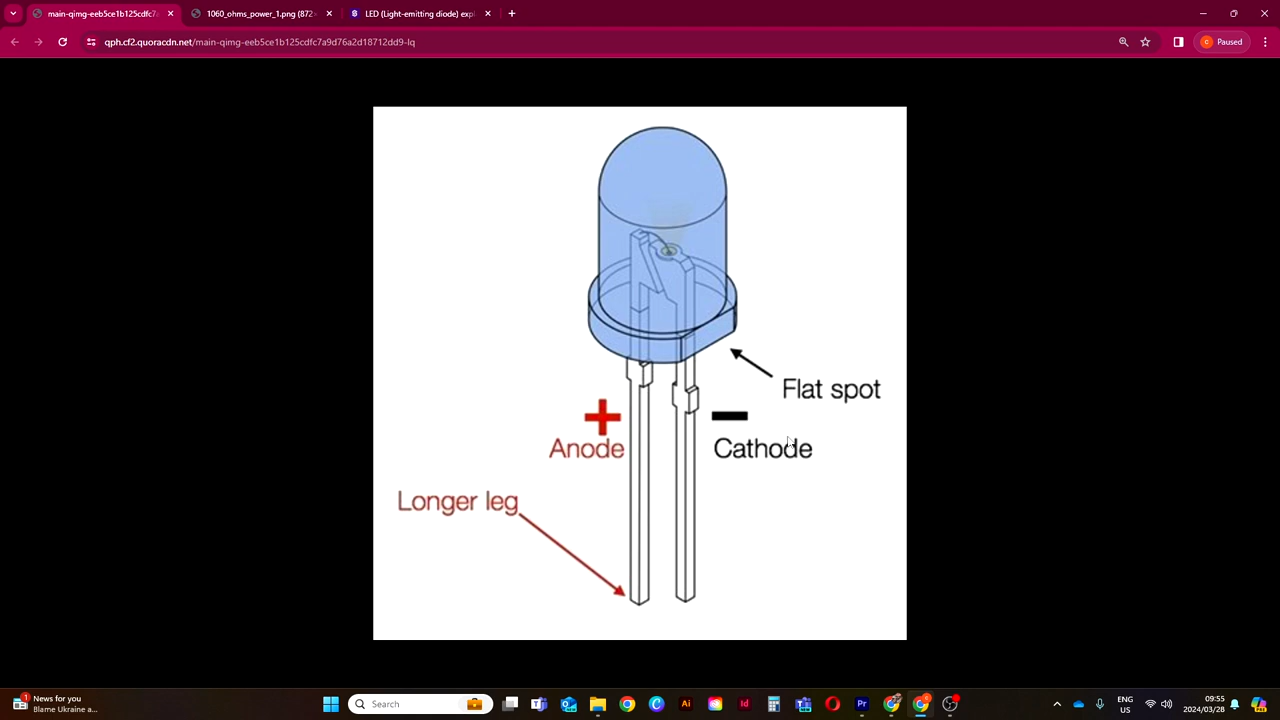 main-qimg-eeb5ce1b125cdfc7a
1060_ohms_power_1.png (872×
LED (Light-emitting diode) exp
qph.cf2.quoracdn.net/main-qimg-eeb5ce1b125cdfc7a9d76a2d18712dd9-lq
Paused
Flat spot
Anode
Cathode
Longer leg
News for you
Blame Ukraine a...
Search
ENG
US
09:55
2024/03/28